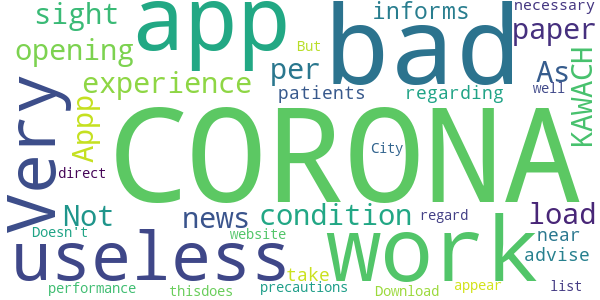 sight
app
bad
informs
necessary
paper
opening
But
experience
per
As
KAWACH
patients
regarding
well
Very
Appp
CORONA
direct
City
Not
news
condition
regard
load
Doesn't
website
useless
work
near
take
advise
performance
thisdoes
precautions
Download
appear
list